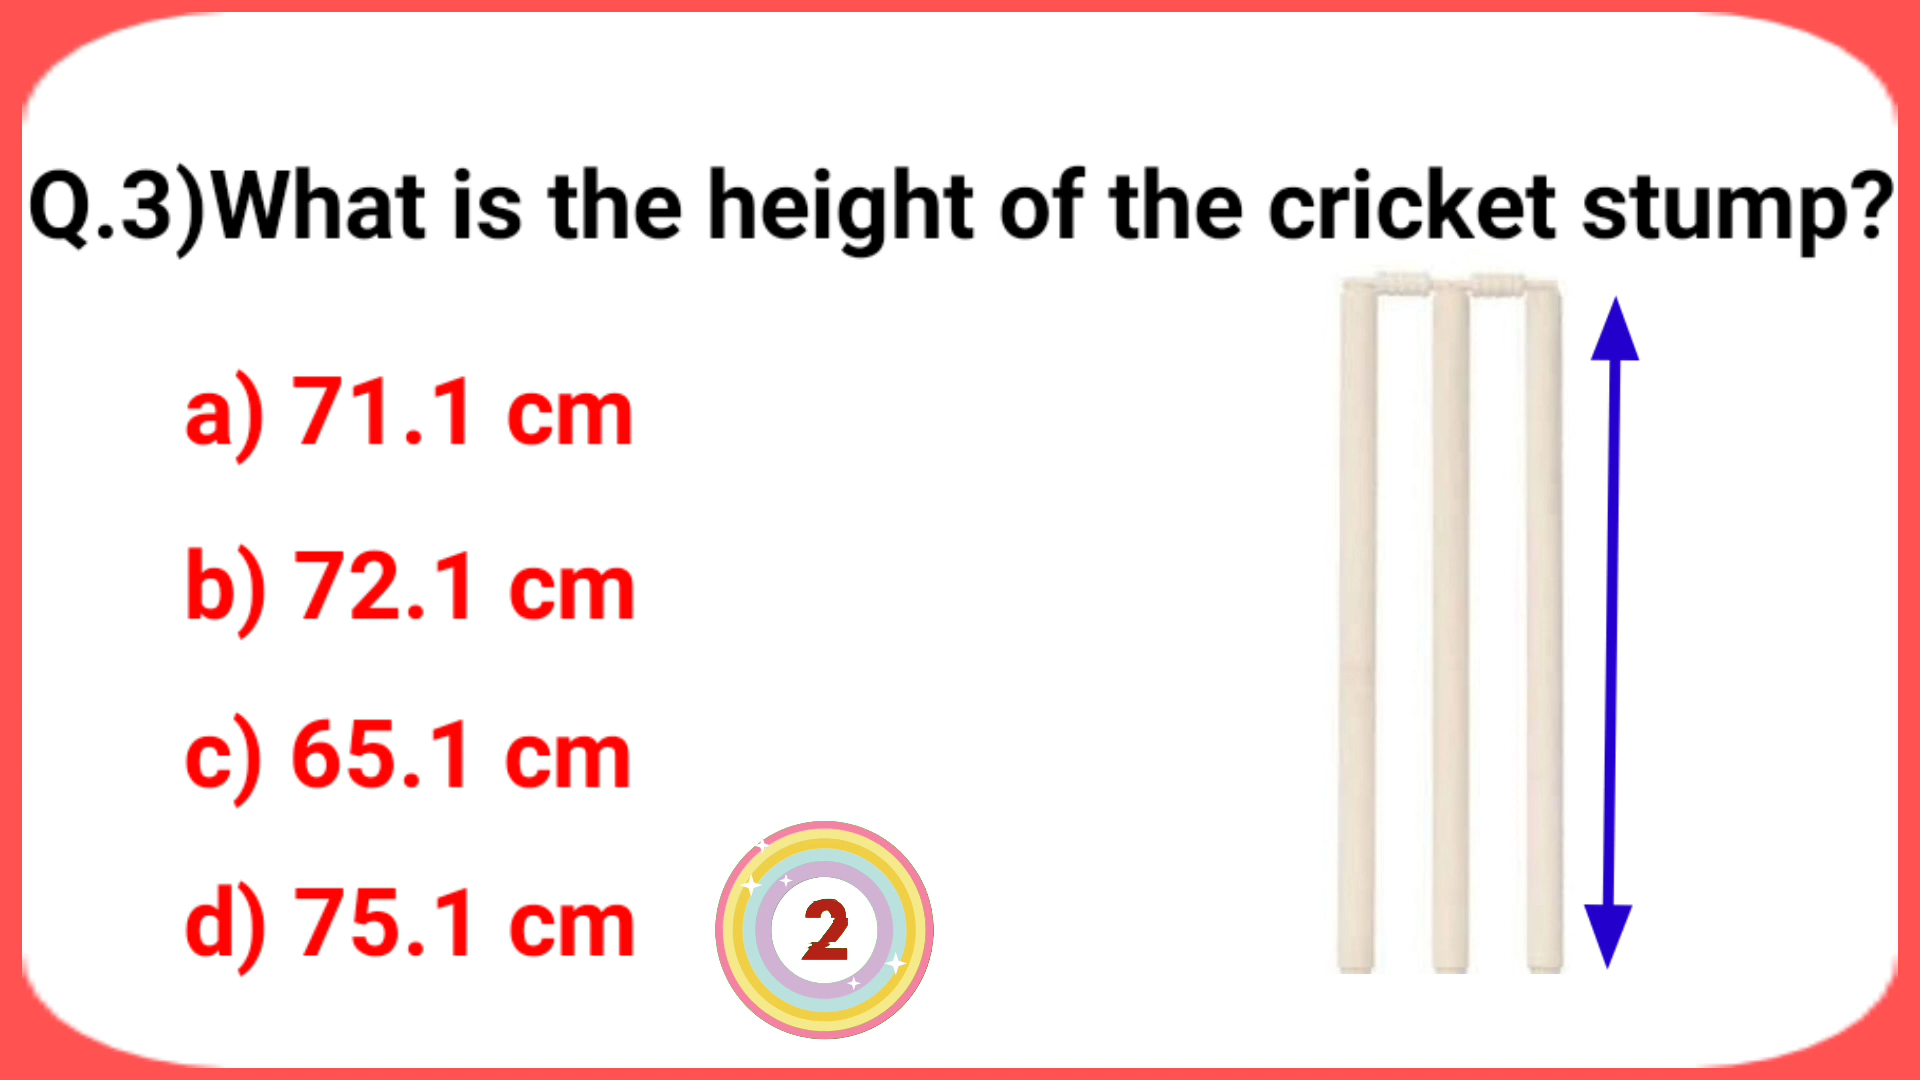 Q.3)What is the height of the cricket stump?
a) 71.1 cm
b) 72.1 cm
c) 65.1 cm
d) 75.1 cm
2